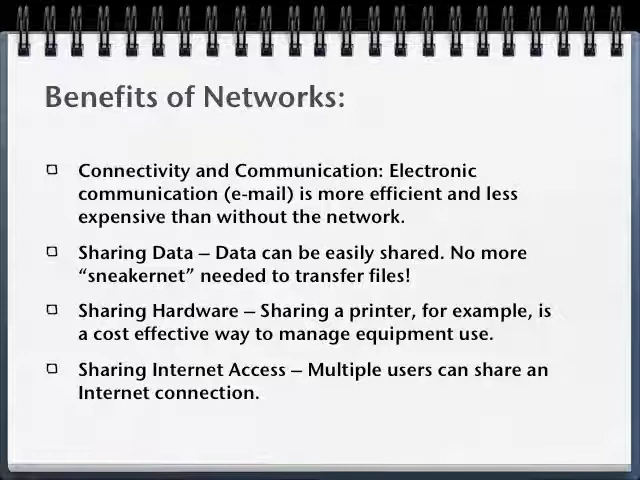 Benefits of Networks:
Connectivity and Communication: Electronic
communication (e-mail) is more efficient and less
expensive than without the network.
Sharing Data – Data can be easily shared. No more
“sneakernet” needed to transfer files!
Sharing Hardware – Sharing a printer, for example, is
a cost effective way to manage equipment use.
Sharing Internet Access – Multiple users can share an
Internet connection.